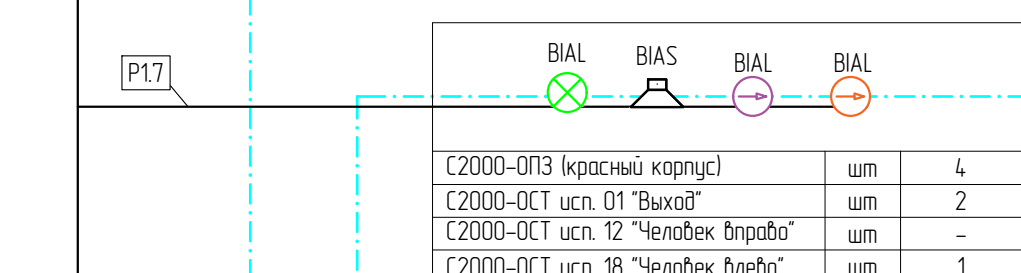 BIAL BIAS BIAL BIAL
P1.7
С2000-ОПЗ (красный корпус) шт 4
С2000-ОСТ исп. 01 "Выход" шт 2
С2000-ОСТ исп. 12 "Человек вправо" шт -
С2000-ОСТ исп. 18 "Человек влево" шт 1